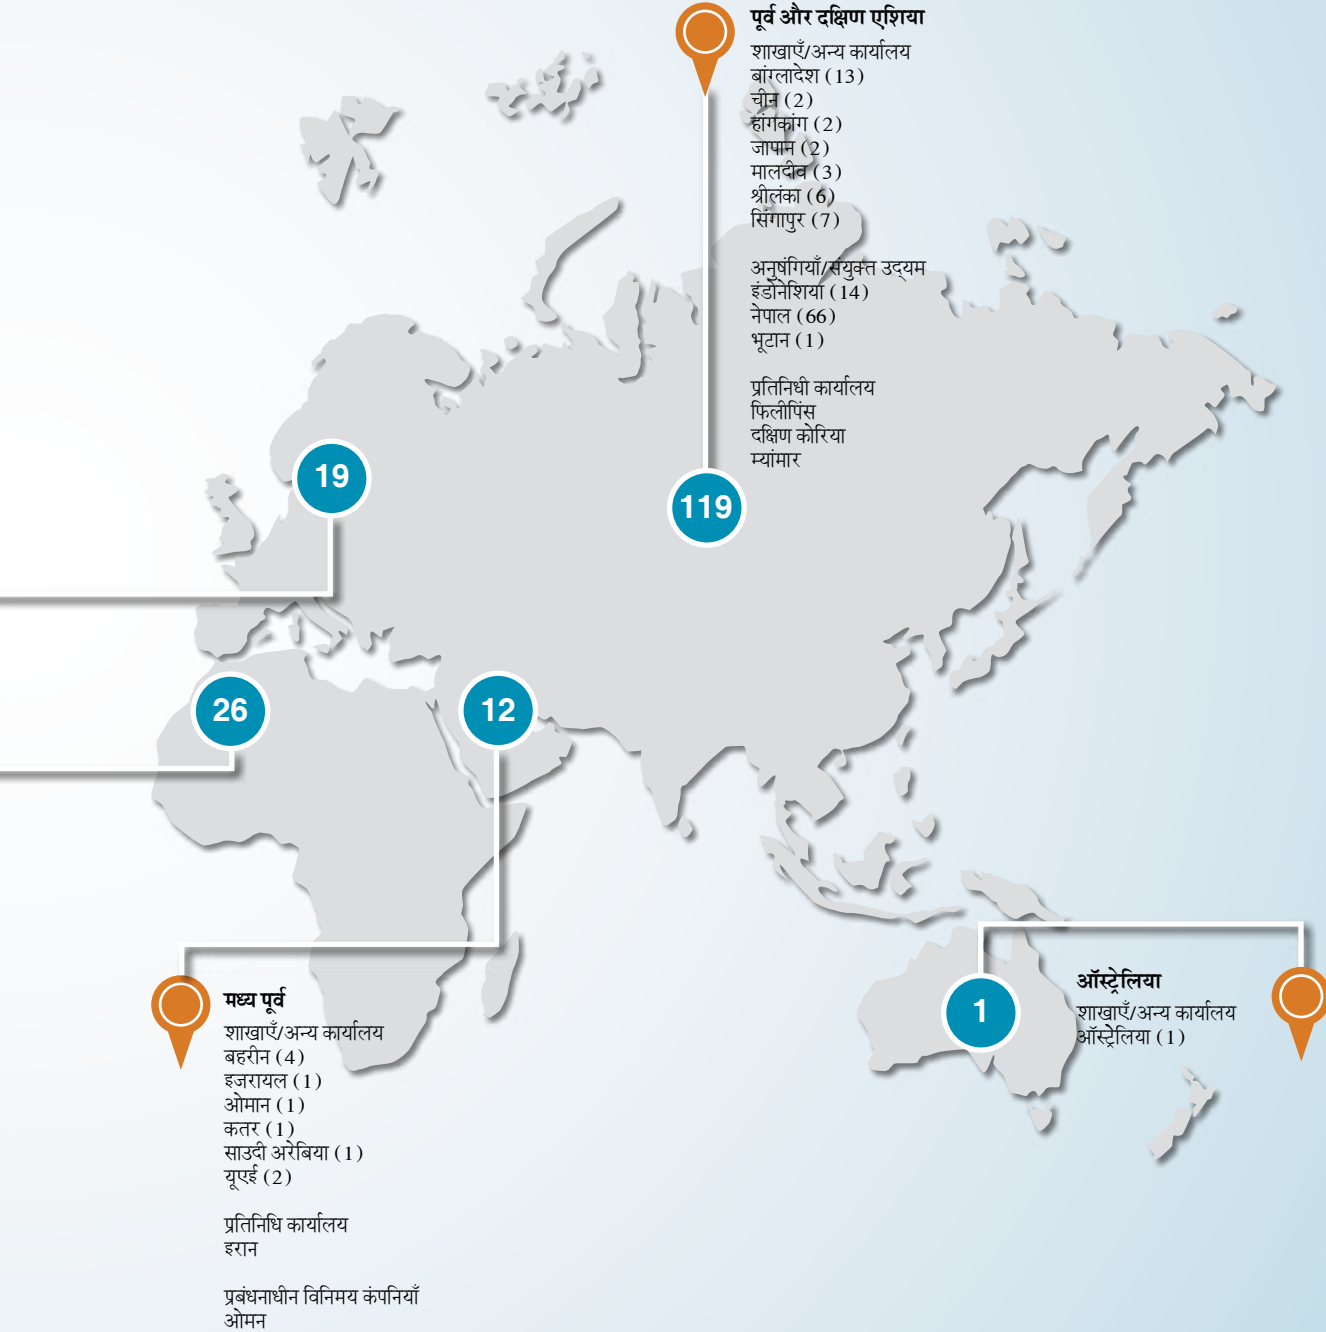 पूर्व और दक्षिण एशिया
शाखाएँ/अन्य कार्यालय
बांग्लादेश (13)
चीन (2)
हांगकांग (2)
जापान (2)
मालदीव (3)
श्रीलंका (6)
सिंगापुर (7)
अनुषंगियाँ/संयुक्त उद्यम
इंडोनेशिया (14)
नेपाल (66)
भूटान (1)
प्रतिनिधी कार्यालय
फिलीपिंस
दक्षिण कोरिया
म्यांमार
19
119
26
12
मध्य पूर्व
शाखाएँ/अन्य कार्यालय
बहरीन (4)
इजरायल (1)
ओमान (1)
कतर (1)
साउदी अरेबिया (1)
यूएई (2)
प्रतिनिधि कार्यालय
इरान
प्रबंधनाधीन विनिमय कंपनियाँ
ओमन
1
ऑस्ट्रेलिया
शाखाएँ/अन्य कार्यालय
ऑस्ट्रेलिया (1)